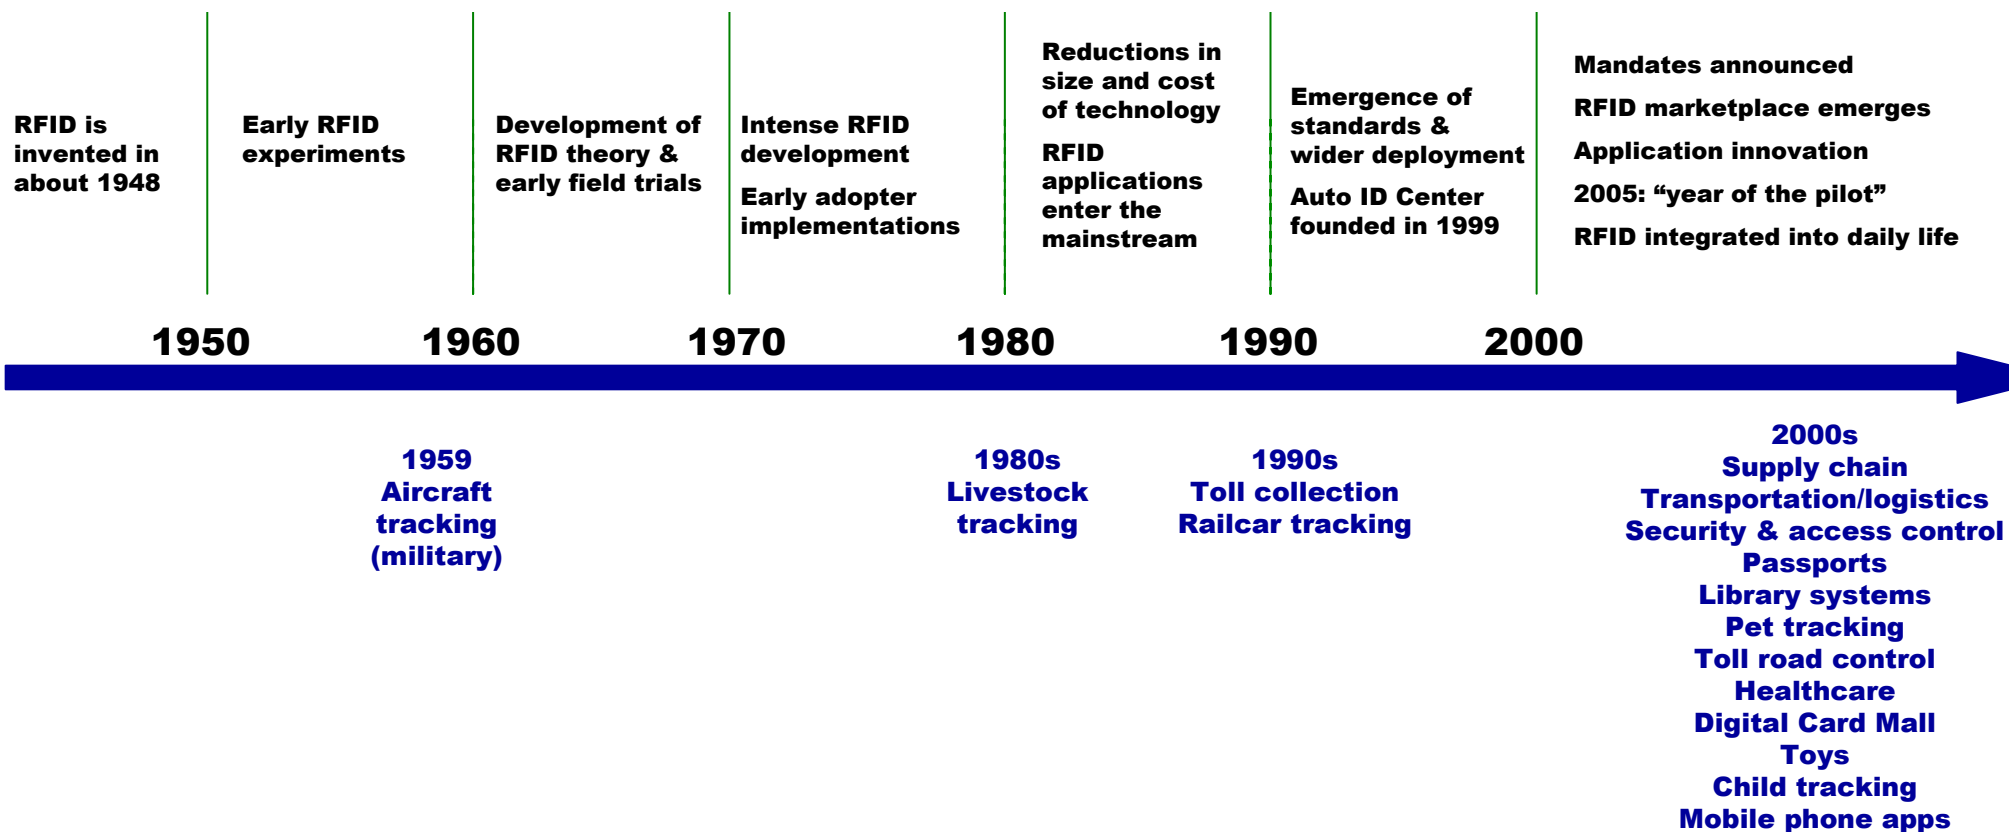 RFID is
invented in
about 1948
Early RFID
experiments
Development of
RFID theory &
early field trials
Intense RFID
development
Early adopter
implementations
Reductions in
size and cost
of technology
RFID
applications
enter the
mainstream
Emergence of
standards &
wider deployment
Auto ID Center
founded in 1999
Mandates announced
RFID marketplace emerges
Application innovation
2005: “year of the pilot”
RFID integrated into daily life
1950
1960
1970
1980
1990
2000
1959
Aircraft
tracking
(military)
1980s
Livestock
tracking
1990s
Toll collection
Railcar tracking
2000s
Supply chain
Transportation/logistics
Security & access control
Passports
Library systems
Pet tracking
Toll road control
Healthcare
Digital Card Mall
Toys
Child tracking
Mobile phone apps